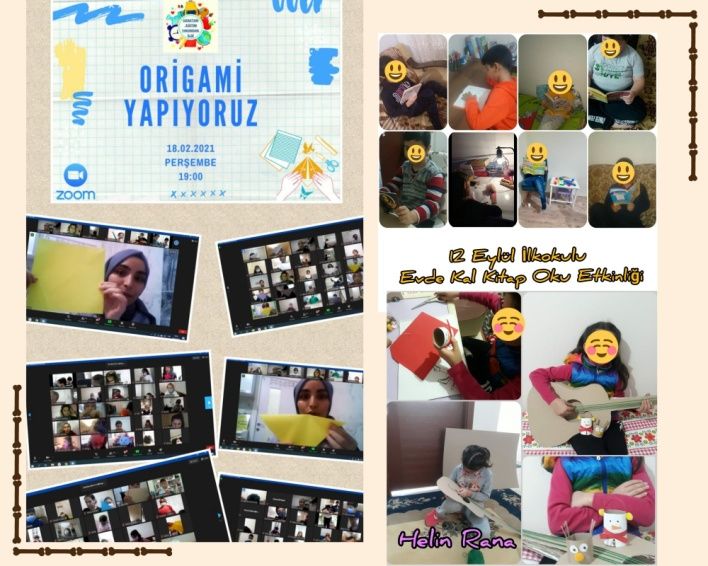 ORİGAMİ
YAPIYORUZ
18.02.2021
PERŞEMBE
19:00
xxxxxx
zoom
12 Eylül İlkokulu
Evde Kal Kitap Oku Etkinliği
Helin Rana